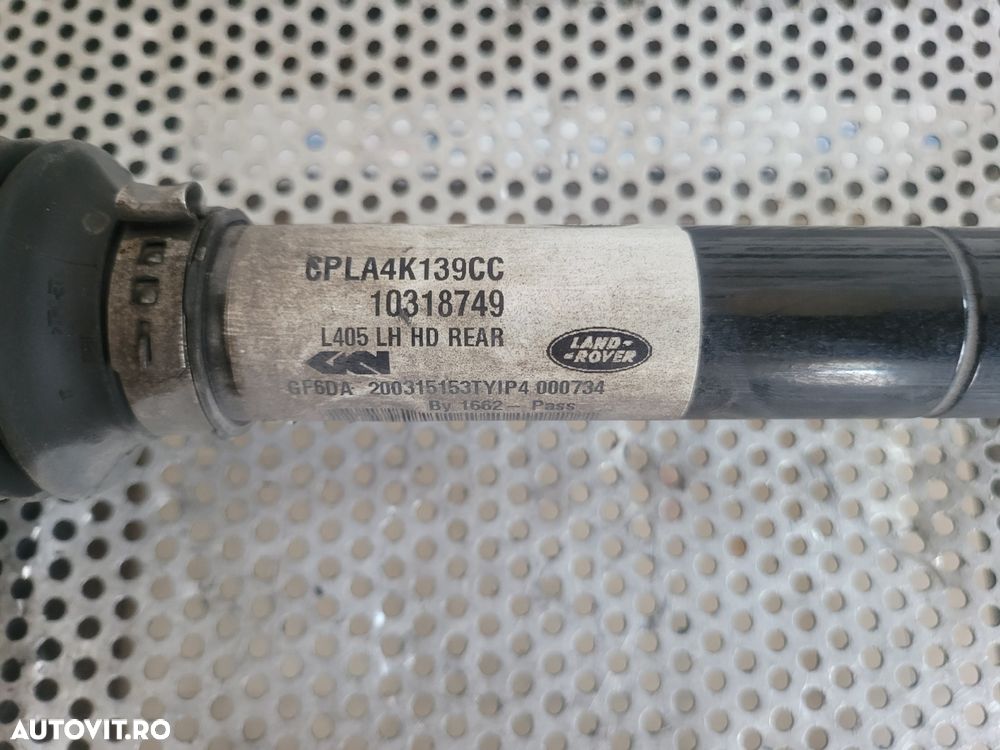 CPLA4K139CC
10318749
L405 LH HD REAR
GKN
LAND ROVER
GF6DA 200315153TYIP4 000734
By 1662 Pass
AUTOVIT.RO